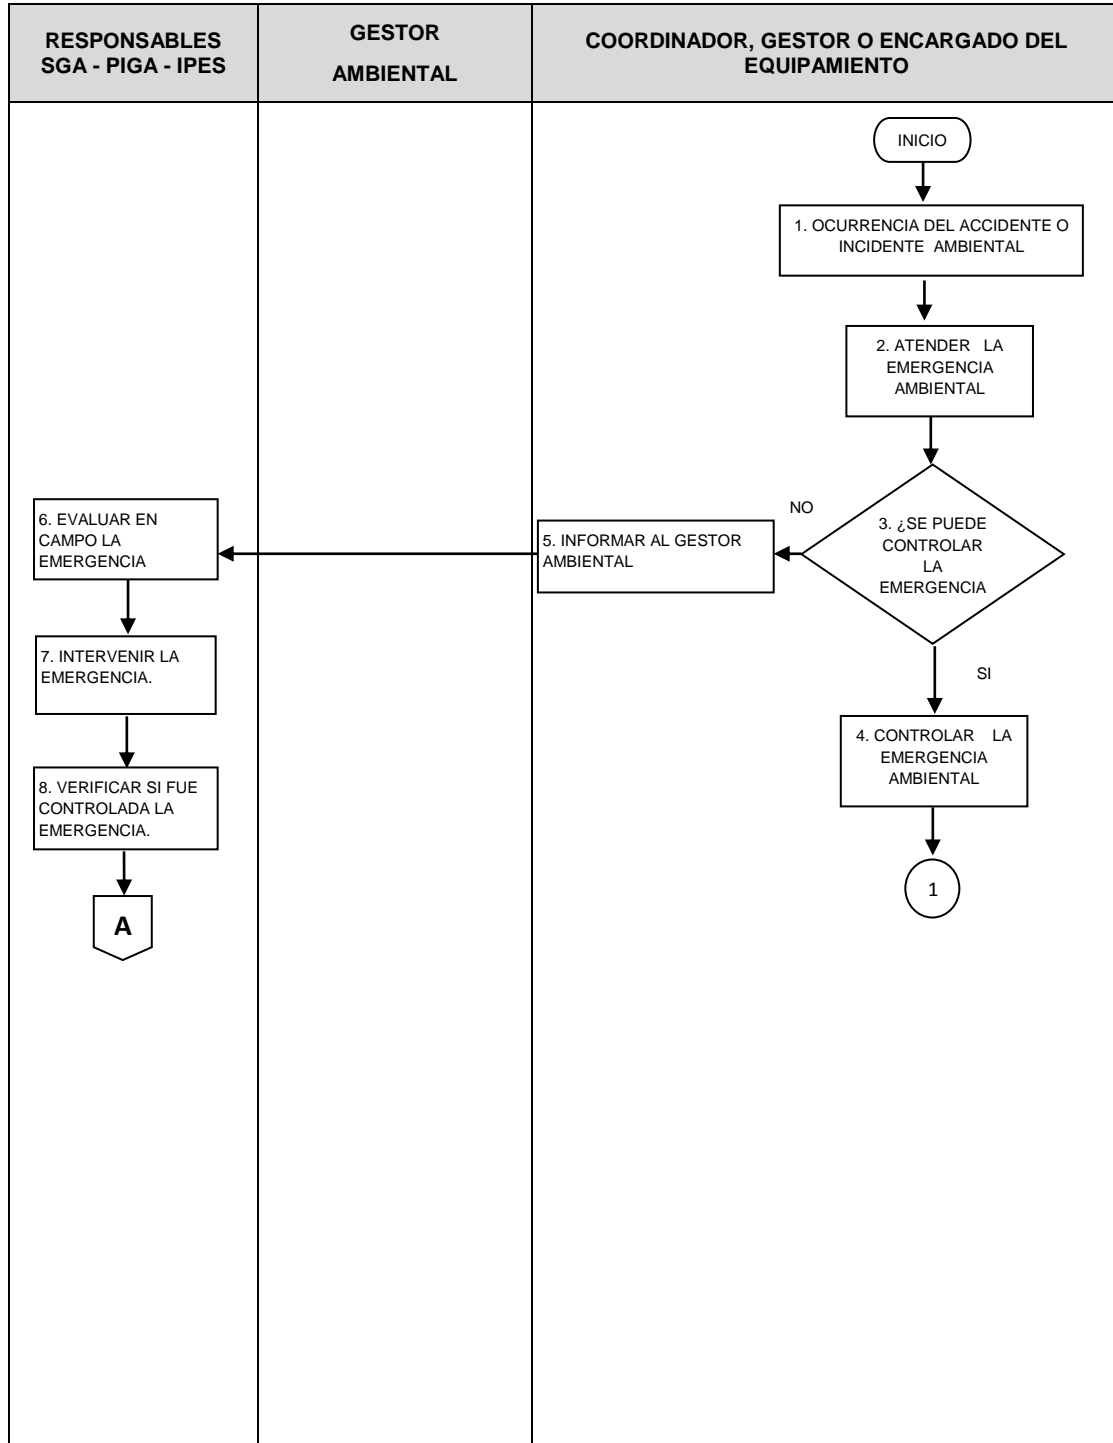 RESPONSABLES
SGA - PIGA - IPES
GESTOR
AMBIENTAL
COORDINADOR, GESTOR O ENCARGADO DEL
EQUIPAMIENTO
INICIO
1. OCURRENCIA DEL ACCIDENTE O
INCIDENTE AMBIENTAL
2. ATENDER LA
EMERGENCIA
AMBIENTAL
3. ¿SE PUEDE
CONTROLAR
LA
EMERGENCIA
NO
5. INFORMAR AL GESTOR
AMBIENTAL
6. EVALUAR EN
CAMPO LA
EMERGENCIA
7. INTERVENIR LA
EMERGENCIA.
8. VERIFICAR SI FUE
CONTROLADA LA
EMERGENCIA.
A
SI
4. CONTROLAR LA
EMERGENCIA
AMBIENTAL
1